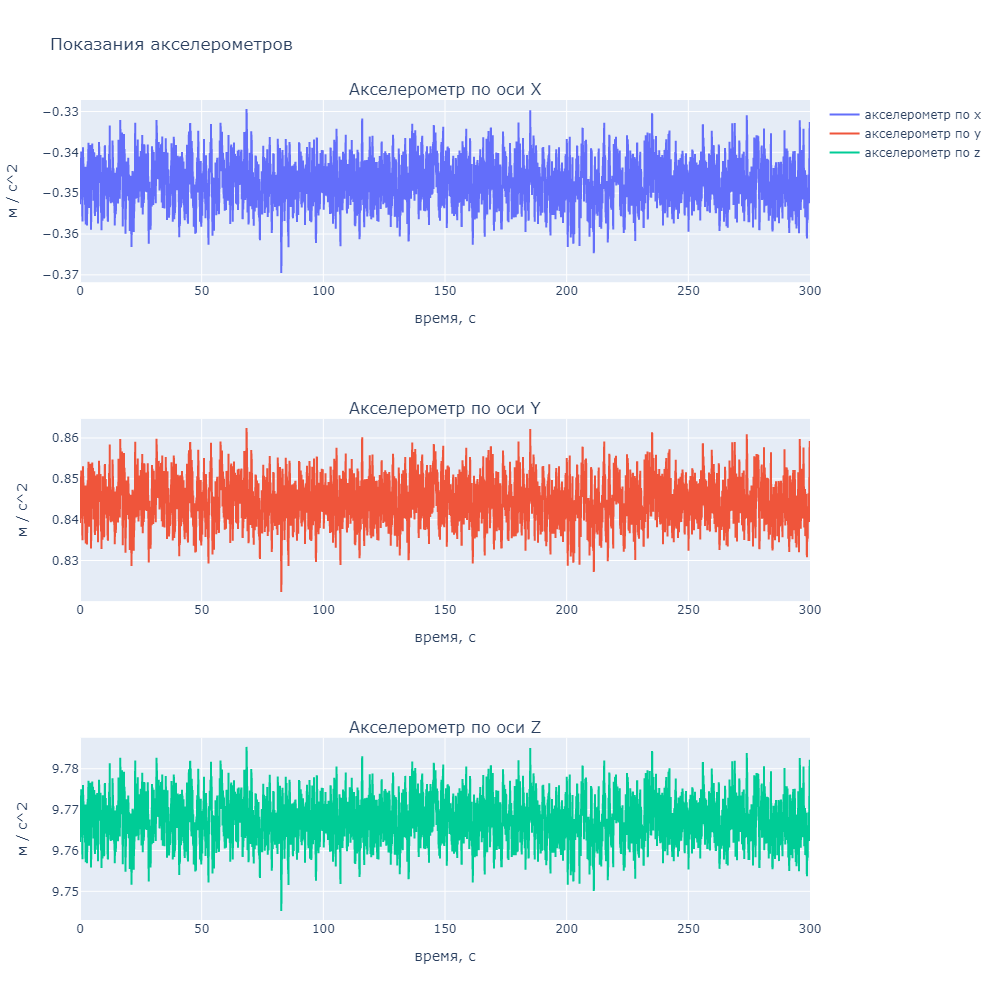 Показания акселерометров
Акселерометр по оси X
−0.33
−0.34
−0.35
−0.36
−0.37
м / с^2
0 50 100 150 200 250 300
время, с
акселерометр по x
акселерометр по y
акселерометр по z
Акселерометр по оси Y
0.86
0.85
0.84
0.83
м / с^2
0 50 100 150 200 250 300
время, с
Акселерометр по оси Z
9.78
9.77
9.76
9.75
м / с^2
0 50 100 150 200 250 300
время, с